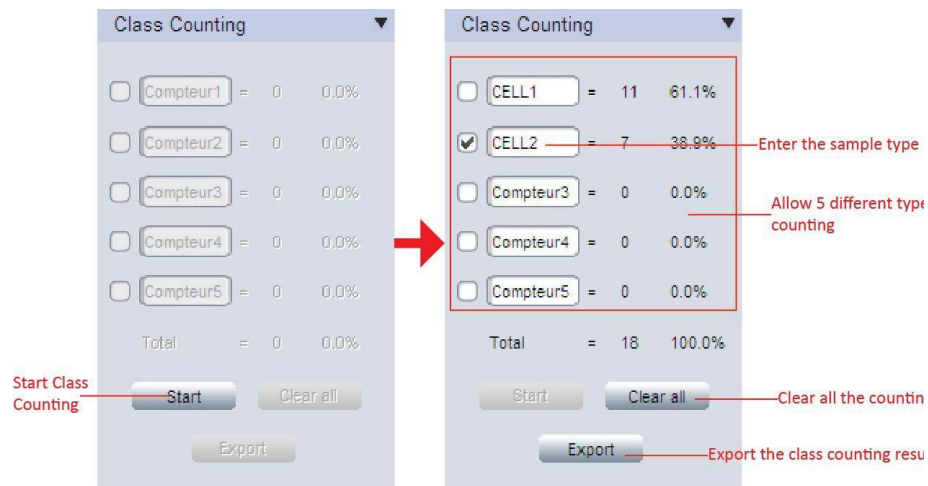 Class Counting
Compteur1 = 0 0.0%
Compteur2 = 0 0.0%
Compteur3 = 0 0.0%
Compteur4 = 0 0.0%
Compteur5 = 0 0.0%
Total = 0 0.0%
Start Class
Counting
Start Clear all
Export
Class Counting
CELL1 = 11 61.1%
CELL2 = 7 38.9%
Enter the sample type
Compteur3 = 0 0.0%
Allow 5 different type
counting
Compteur4 = 0 0.0%
Compteur5 = 0 0.0%
Total = 18 100.0%
Start Clear all
Clear all the countin
Export
Export the class counting resu